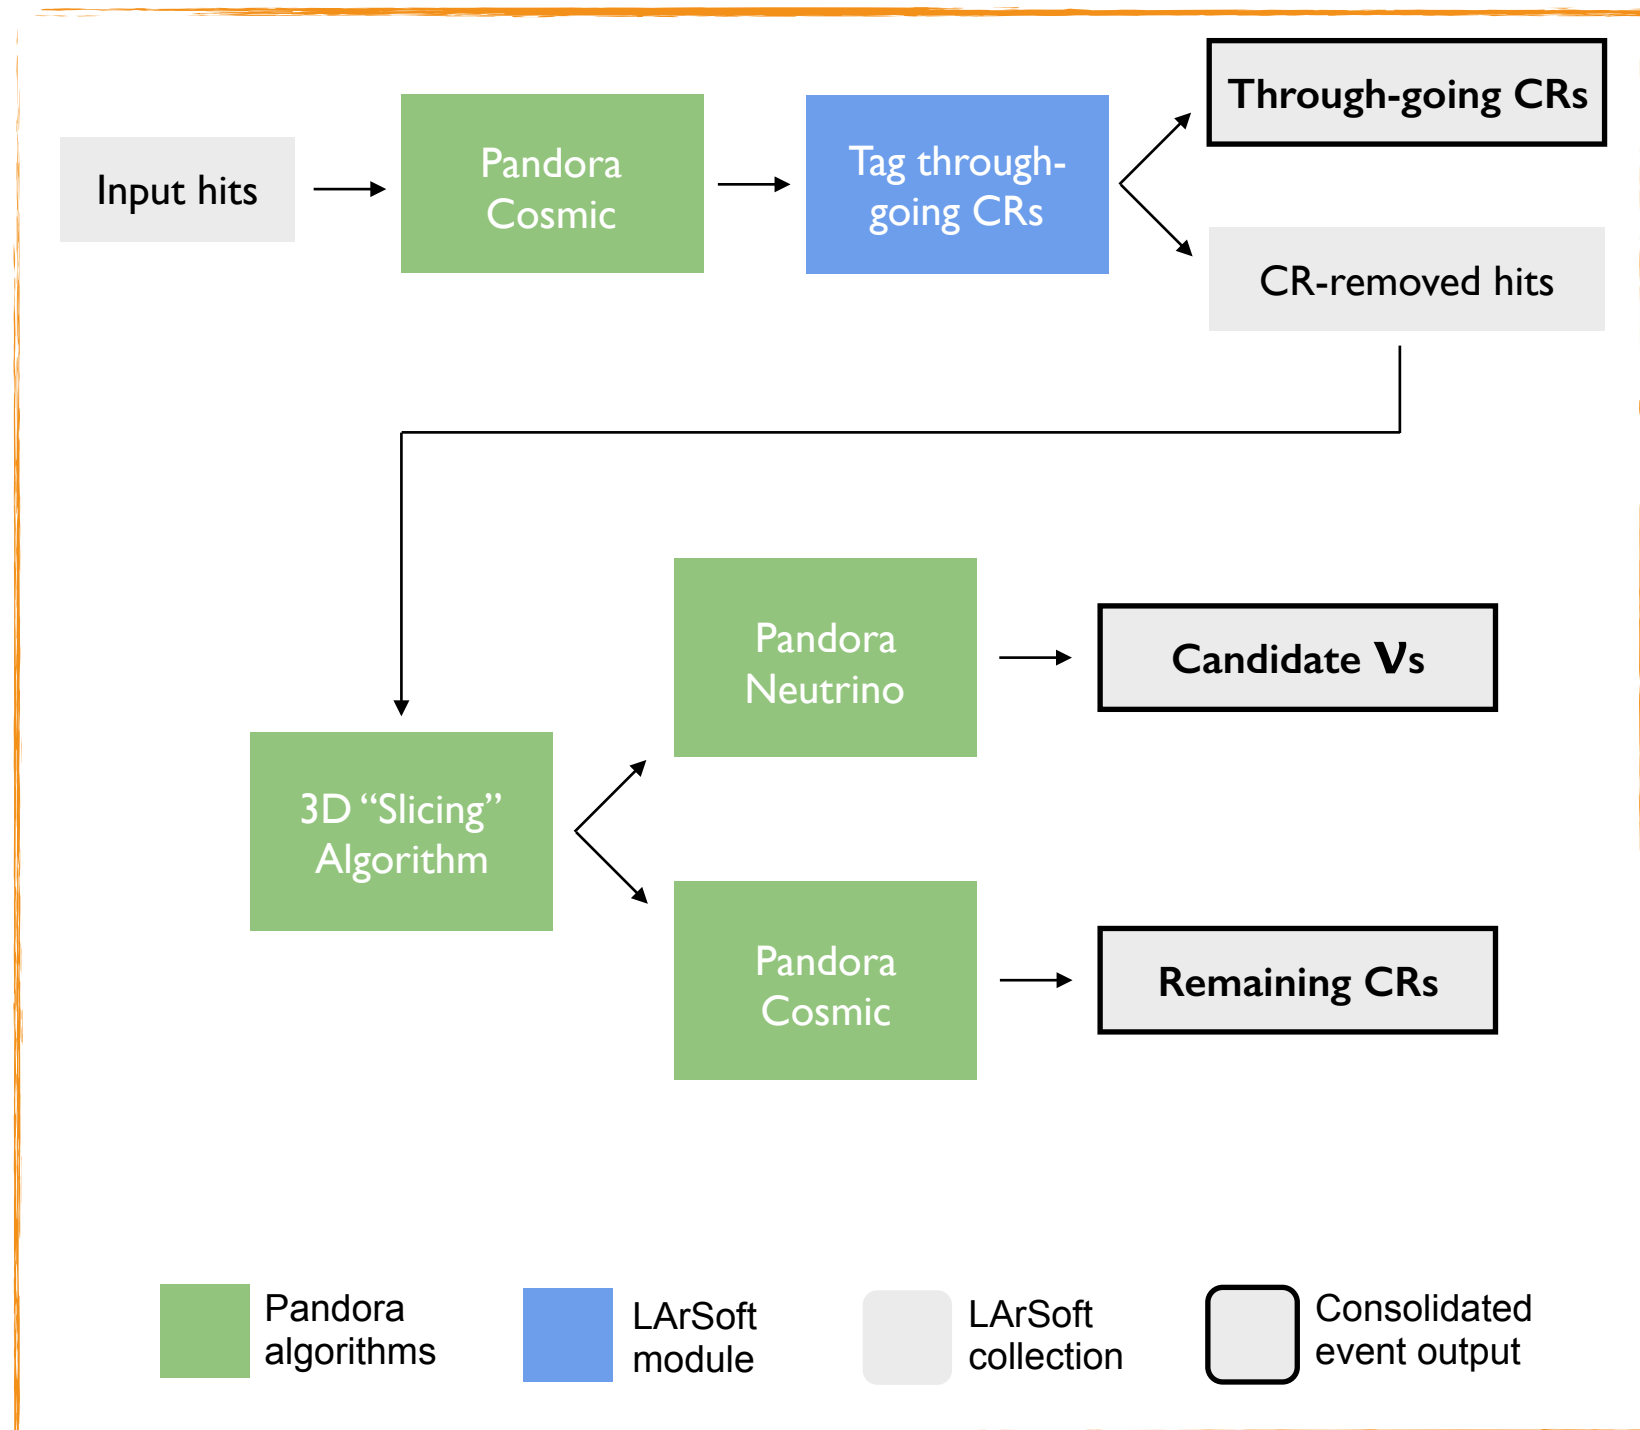 Through-going CRs
Input hits
Pandora
Cosmic
Tag through-
going CRs
CR-removed hits
Pandora
Neutrino
Candidate νs
3D “Slicing”
Algorithm
Pandora
Cosmic
Remaining CRs
Pandora
algorithms
LArSoft
module
LArSoft
collection
Consolidated
event output